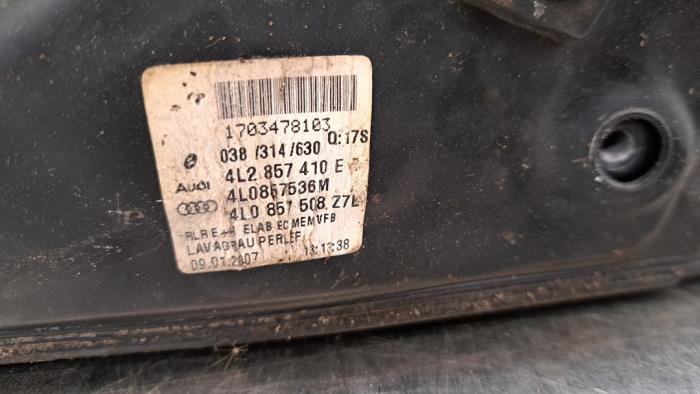 1703478103
038 /314/630 Q:17S
4L2 857 410 E
Audi 4L0857536M
4L0 857 508 Z7L
ELAB EC MEM VFB
LAVAGRAU PERLEF
09.01.2007 13:13:38